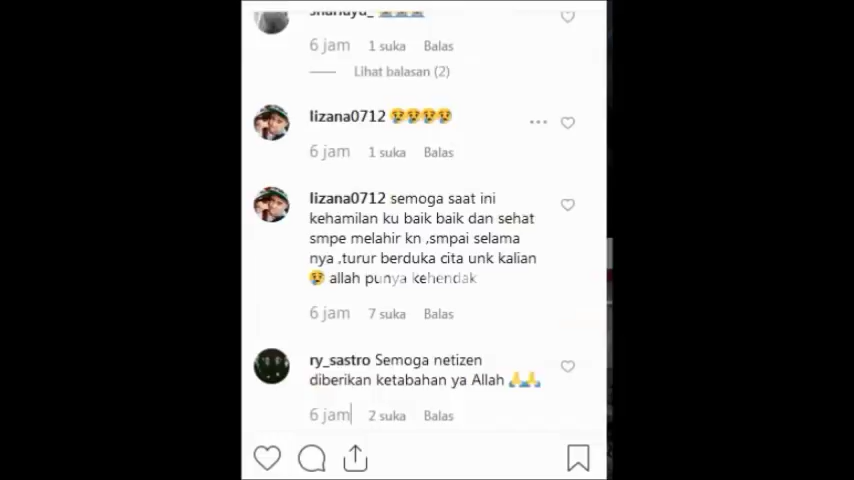 6 jam 1 suka Balas
Lihat balasan (2)
lizana0712 😢😢😢😢
6 jam 1 suka Balas
lizana0712 semoga saat ini
kehamilan ku baik baik dan sehat
smpe melahir kn ,smpai selama
nya ,turur berduka cita unk kalian
😢 allah punya kehendak
6 jam 7 suka Balas
ry_sastro Semoga netizen
diberikan ketabahan ya Allah 🙏🙏
6 jam 2 suka Balas